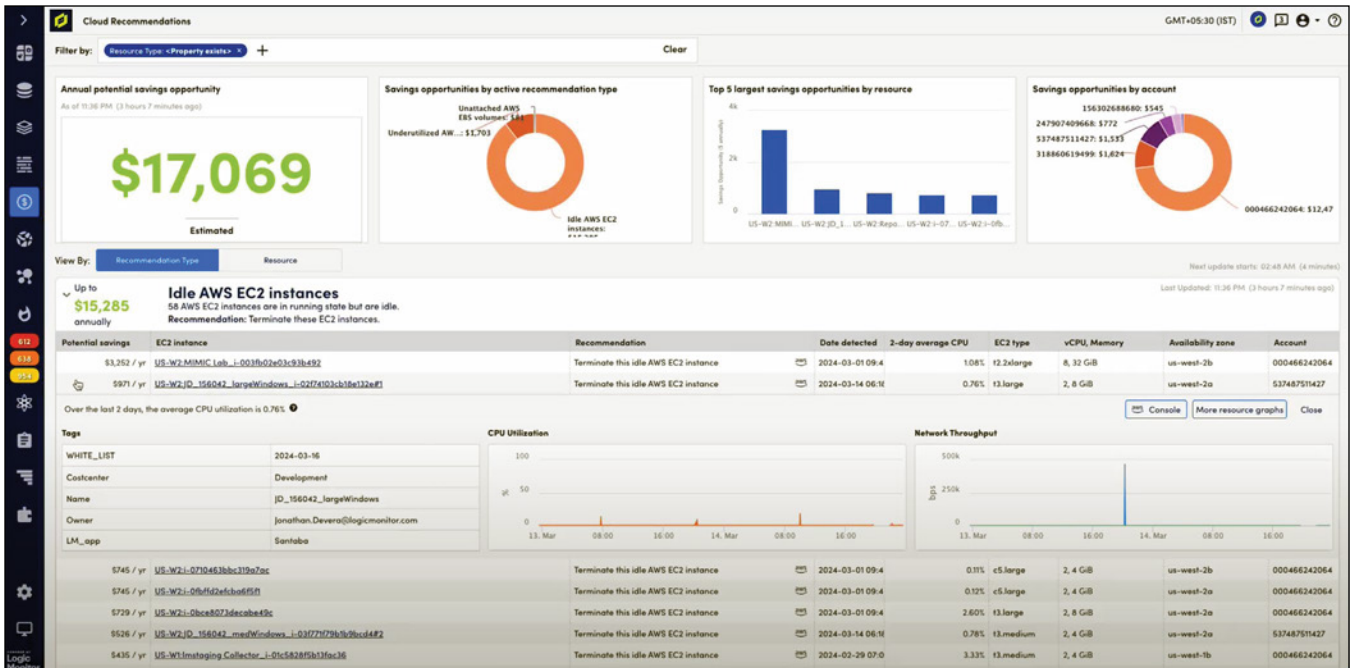 Cloud Recommendations
GMT+05:30 (IST)
Filter by:
Resource Type: <Property exists> ×
+
Clear
Annual potential savings opportunity
As of 11:36 PM (3 hours 7 minutes ago)
$17,069
Estimated
Savings opportunities by active recommendation type
Unattached AWS
EBS volumes: $81
Underutilized AW...: $1,703
Idle AWS EC2
instances:
Top 5 largest savings opportunities by resource
Savings Opportunity ($ annually)
4k
2k
0
US-W2:MIMI... US-W2:JD_1... US-W2:Repo... US-W2:i-07... US-W2:i-0fb...
Savings opportunities by account
156302688680: $545
247907409668: $772
537487511427: $1,533
318860619499: $1,624
000466242064: $12,47
View By:
Recommendation Type
Resource
Next update starts: 02:48 AM (4 minutes)
Up to
$15,285
annually
Idle AWS EC2 instances
58 AWS EC2 instances are in running state but are idle.
Recommendation: Terminate these EC2 instances.
Last Updated: 11:36 PM (3 hours 7 minutes ago)
612
638
954
Potential savings EC2 instance Recommendation Date detected 2-day average CPU EC2 type vCPU, Memory Availability zone Account
$3,252 / yr US-W2:MIMIC Lab_i-003fb02e03c93b492 Terminate this idle AWS EC2 instance 2024-03-01 09:4 1.08% t2.2xlarge 8, 32 GiB us-west-2b 000466242064
$971 / yr US-W2:JD_156042_largeWindows_i-02f74103cb18e132e#1 Terminate this idle AWS EC2 instance 2024-03-14 06:18 0.76% t3.large 2, 8 GiB us-west-2a 537487511427
Over the last 2 days, the average CPU utilization is 0.76%
Console
More resource graphs
Close
Tags
WHITE_LIST 2024-03-16
Costcenter Development
Name JD_156042_largeWindows
Owner Jonathan.Devera@logicmonitor.com
LM_app Santaba
CPU Utilization
%
100
50
0
13. Mar 08:00 16:00 14. Mar 08:00 16:00
Network Throughput
bps
500k
250k
0
13. Mar 08:00 16:00 14. Mar 08:00 16:00
$745 / yr US-W2:i-0710463bbc319a7ac Terminate this idle AWS EC2 instance 2024-03-01 09:4 0.11% c5.large 2, 4 GiB us-west-2b 000466242064
$745 / yr US-W2:i-0fbffd2efcba6f5f1 Terminate this idle AWS EC2 instance 2024-03-01 09:4 0.12% c5.large 2, 4 GiB us-west-2a 000466242064
$729 / yr US-W2:i-0bce8073decabe49c Terminate this idle AWS EC2 instance 2024-03-01 09:4 2.60% t3.large 2, 8 GiB us-west-2a 000466242064
$526 / yr US-W2:JD_156042_medWindows_i-03f771f79b1b9bcd4#2 Terminate this idle AWS EC2 instance 2024-03-14 06:18 0.78% t3.medium 2, 4 GiB us-west-2a 537487511427
$435 / yr US-W1:Imstaging Collector_i-01c5828f5b13fac36 Terminate this idle AWS EC2 instance 2024-02-29 07:0 3.33% t3.medium 2, 4 GiB us-west-1b 000466242064
Logic